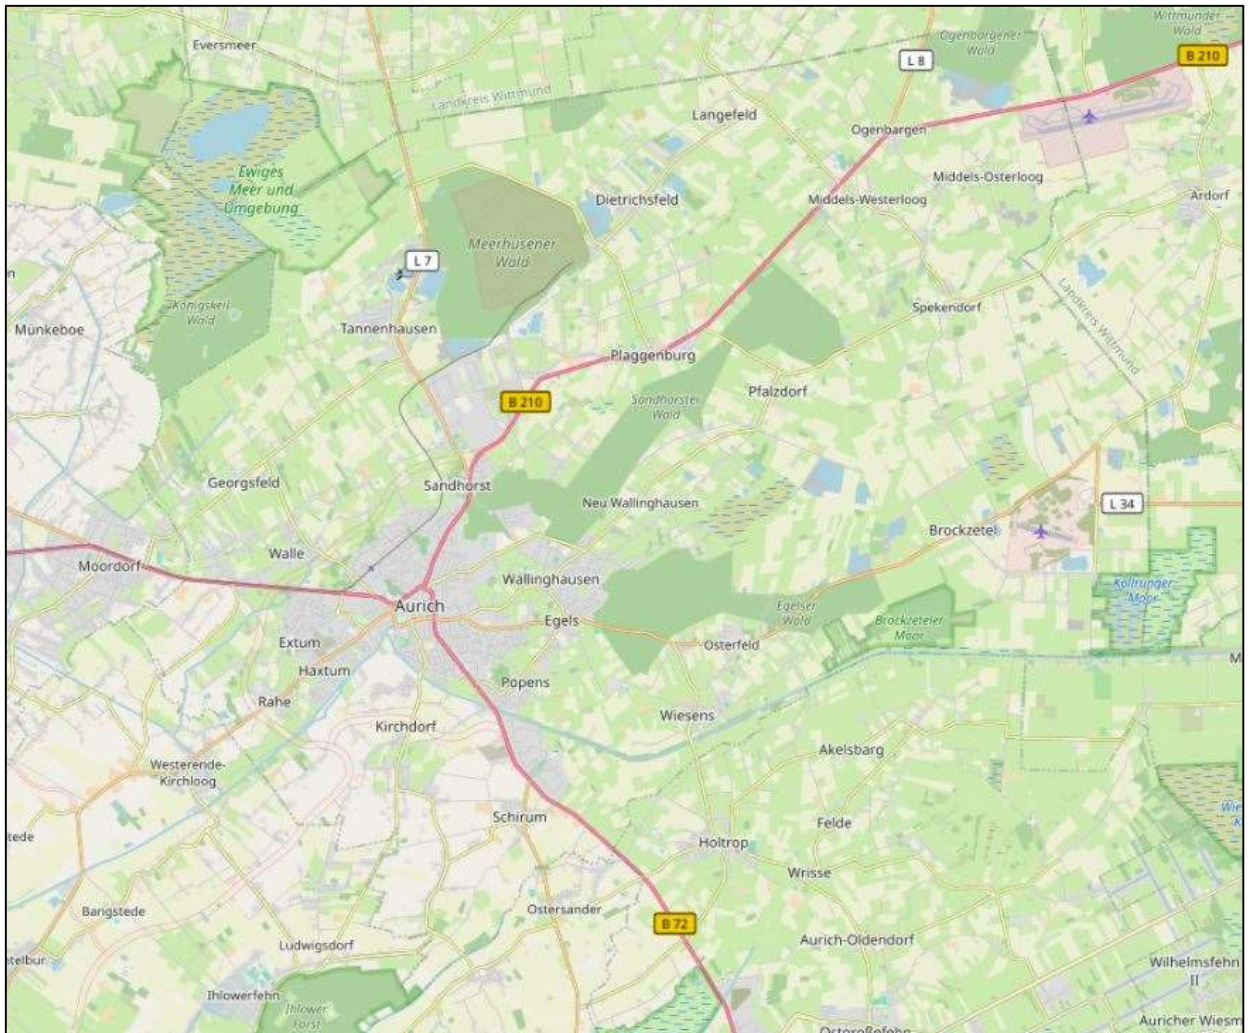 Eversmeer
Wittmunder
Wald
Ogenbargener
Wald
B 210
L 8
Landkreis Wittmund
Langefeld
Ogenbargen
Ewiges
Meer und
Umgebung
Middels-Osterloog
Dietrichsfeld
Middels-Westerloog
Ardorf
Meerhusener
Wald
L 7
Königskeil
Wald
Landkreis Wittmund
Spekendorf
Münkeboe
Tannenhausen
Plaggenburg
Pfalzdorf
B 210
Sandhorster
Wald
Georgsfeld
Sandhorst
Neu Wallinghausen
L 34
Brockzetel
Walle
Moordorf
Wallinghausen
Kollrunger
Moor
Aurich
Egels
Egelser
Wald
Brockzeteler
Moor
Extum
Osterfeld
Haxtum
Popens
Rahe
Wiesens
Kirchdorf
Akelsbarg
Westerende-
Kirchloog
Schirum
Felde
Holtrop
Wrisse
Bangstede
Ostersander
B 72
Ludwigsdorf
Aurich-Oldendorf
Wilhelmsfehn
II
Ihlowerfehn
Ihlower
Forst
Ostgroßefehn
Auricher Wiesm